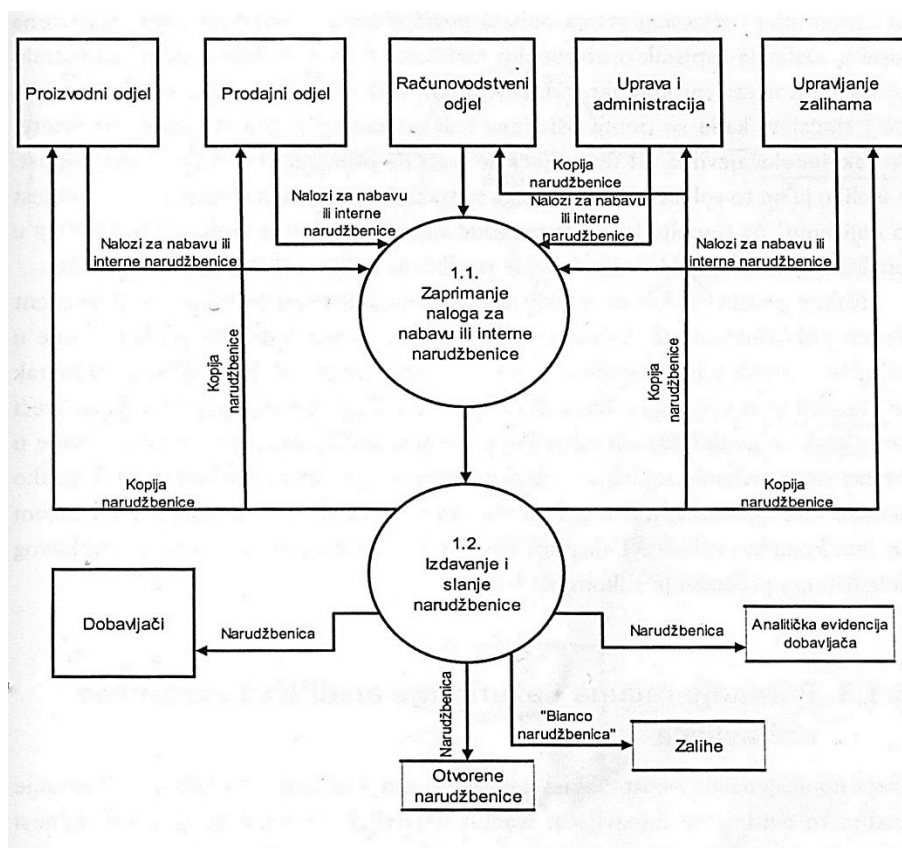 Proizvodni odjel
Prodajni odjel
Računovodstveni
odjel
Uprava i
administracija
Upravljanje
zalihama
Kopija
narudžbenice
Nalozi za nabavu
ili interne narudžbenice
Nalozi za nabavu
ili Interne
narudžbenice
Nalozi za nabavu ili
interne narudžbenice
Nalozi za nabavu ili
interne narudžbenice
1.1.
Zaprimanje
naloga za
nabavu ili interne
narudžbenice
Kopija
narudžbenice
Kopija
narudžbenice
Kopija
narudžbenice
Kopija
narudžbenice
1.2.
Izdavanje i
slanje
narudžbenice
Dobavljači
Narudžbenica
Narudžbenica
Analitička evidencija
dobavljača
Narudžbenica
"Bianco
narudžbenica"
Zalihe
Otvorene
narudžbenice